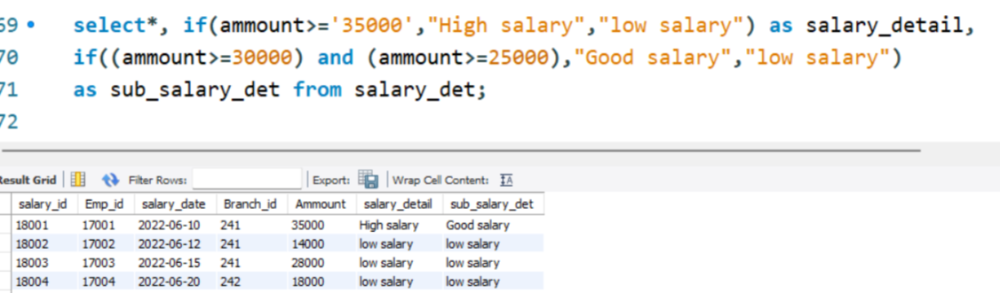 59 select*, if(ammount>='35000',"High salary","low salary") as salary_detail,
70 if((ammount>=30000) and (ammount>=25000),"Good salary","low salary")
71 as sub_salary_det from salary_det;
72
Result Grid Filter Rows: Export: Wrap Cell Content: IA
salary_id Emp_id salary_date Branch_id Ammount salary_detail sub_salary_det
18001 17001 2022-06-10 241 35000 High salary Good salary
18002 17002 2022-06-12 241 14000 low salary low salary
18003 17003 2022-06-15 241 28000 low salary low salary
18004 17004 2022-06-20 242 18000 low salary low salary